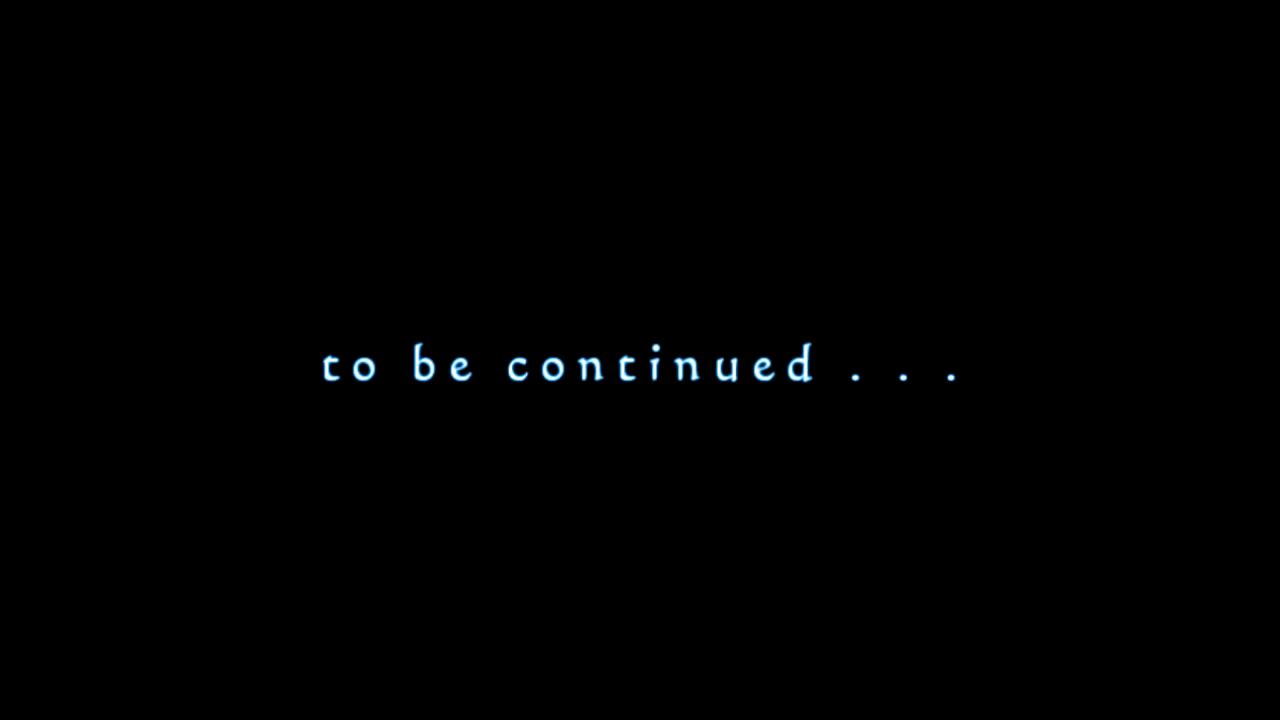 to be continued . . .